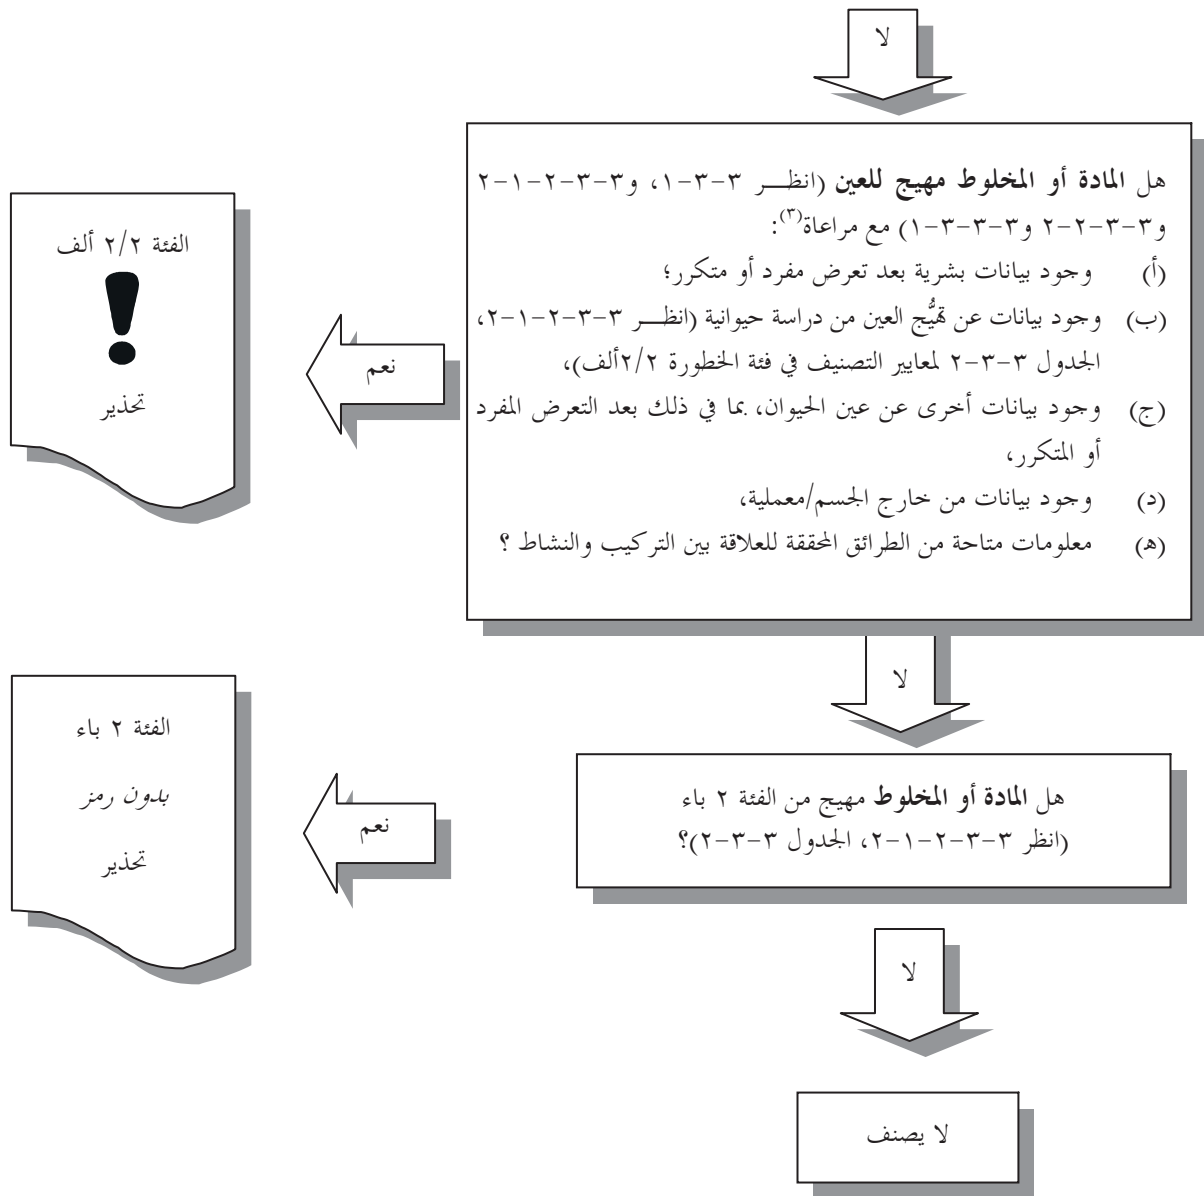 لا
هل المادة أو المخلوط مهيج للعين (انظر ٣-٣-١، و٣-٣-٢-١-٢
و٣-٣-٢-٢ و٣-٣-٣-١) مع مراعاة(٣):
(أ) وجود بيانات بشرية بعد تعرض مفرد أو متكرر؛
(ب) وجود بيانات عن تهيُّج العين من دراسة حيوانية (انظر ٣-٣-٢-١-٢،
الجدول ٣-٣-٢ لمعايير التصنيف في فئة الخطورة ٢/٢ألف)،
(ج) وجود بيانات أخرى عن عين الحيوان، بما في ذلك بعد التعرض المفرد
أو المتكرر،
(د) وجود بيانات من خارج الجسم/معملية،
(ه) معلومات متاحة من الطرائق المحققة للعلاقة بين التركيب والنشاط ؟
نعم
الفئة ٢/٢ ألف
!
تحذير
لا
هل المادة أو المخلوط مهيج من الفئة ٢ باء
(انظر ٣-٣-٢-١-٢، الجدول ٣-٣-٢)؟
نعم
الفئة ٢ باء
بدون رمز
تحذير
لا
لا يصنف